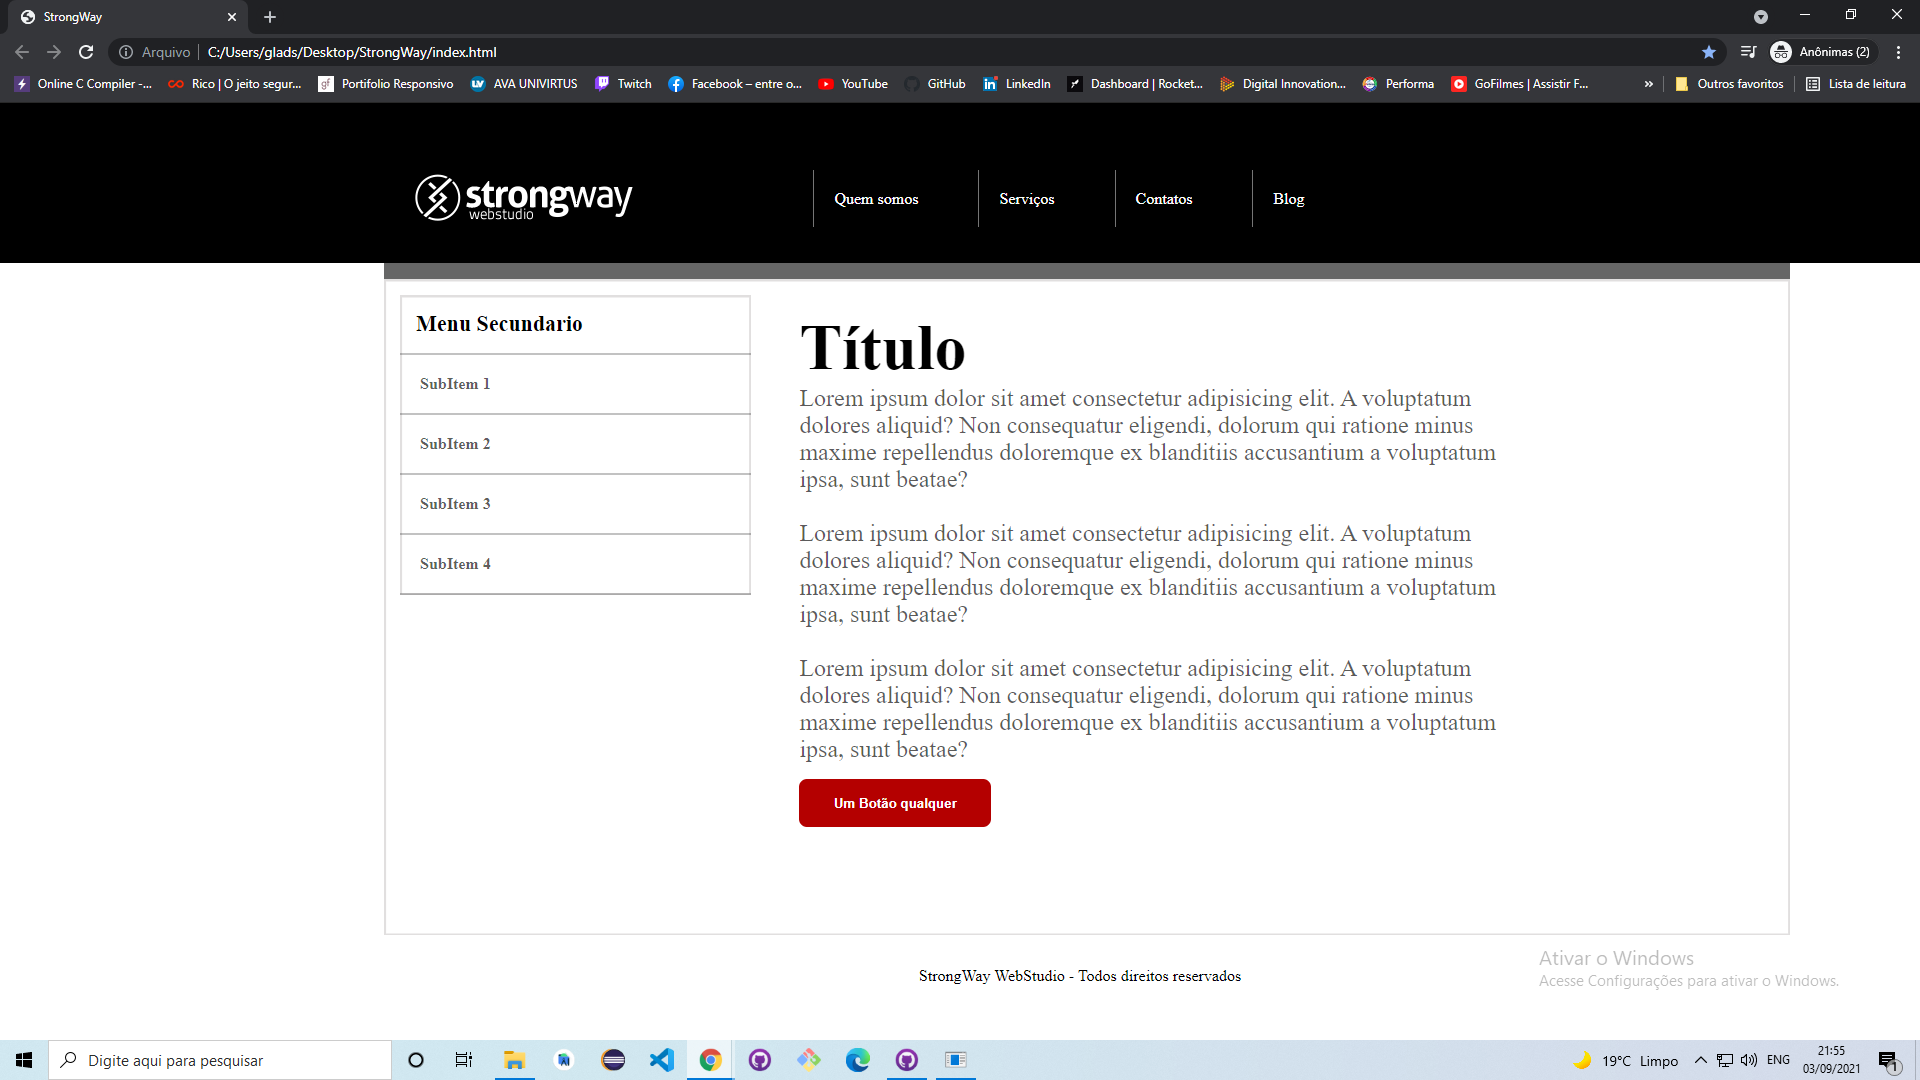 StrongWay
Arquivo
C:/Users/glads/Desktop/StrongWay/index.html
Anônimas (2)
Online C Compiler -...
Rico | O jeito segur...
gf
Portifolio Responsivo
AVA UNIVIRTUS
Twitch
Facebook – entre o...
YouTube
GitHub
LinkedIn
Dashboard | Rocket...
Digital Innovation...
Performa
GoFilmes | Assistir F...
»
Outros favoritos
Lista de leitura
strongway
webstudio
Quem somos
Serviços
Contatos
Blog
Menu Secundario
SubItem 1
SubItem 2
SubItem 3
SubItem 4
Título
Lorem ipsum dolor sit amet consectetur adipisicing elit. A voluptatum
dolores aliquid? Non consequatur eligendi, dolorum qui ratione minus
maxime repellendus doloremque ex blanditiis accusantium a voluptatum
ipsa, sunt beatae?
Lorem ipsum dolor sit amet consectetur adipisicing elit. A voluptatum
dolores aliquid? Non consequatur eligendi, dolorum qui ratione minus
maxime repellendus doloremque ex blanditiis accusantium a voluptatum
ipsa, sunt beatae?
Lorem ipsum dolor sit amet consectetur adipisicing elit. A voluptatum
dolores aliquid? Non consequatur eligendi, dolorum qui ratione minus
maxime repellendus doloremque ex blanditiis accusantium a voluptatum
ipsa, sunt beatae?
Um Botão qualquer
StrongWay WebStudio - Todos direitos reservados
Ativar o Windows
Acesse Configurações para ativar o Windows.
Digite aqui para pesquisar
19°C Limpo
ENG
21:55
03/09/2021
1